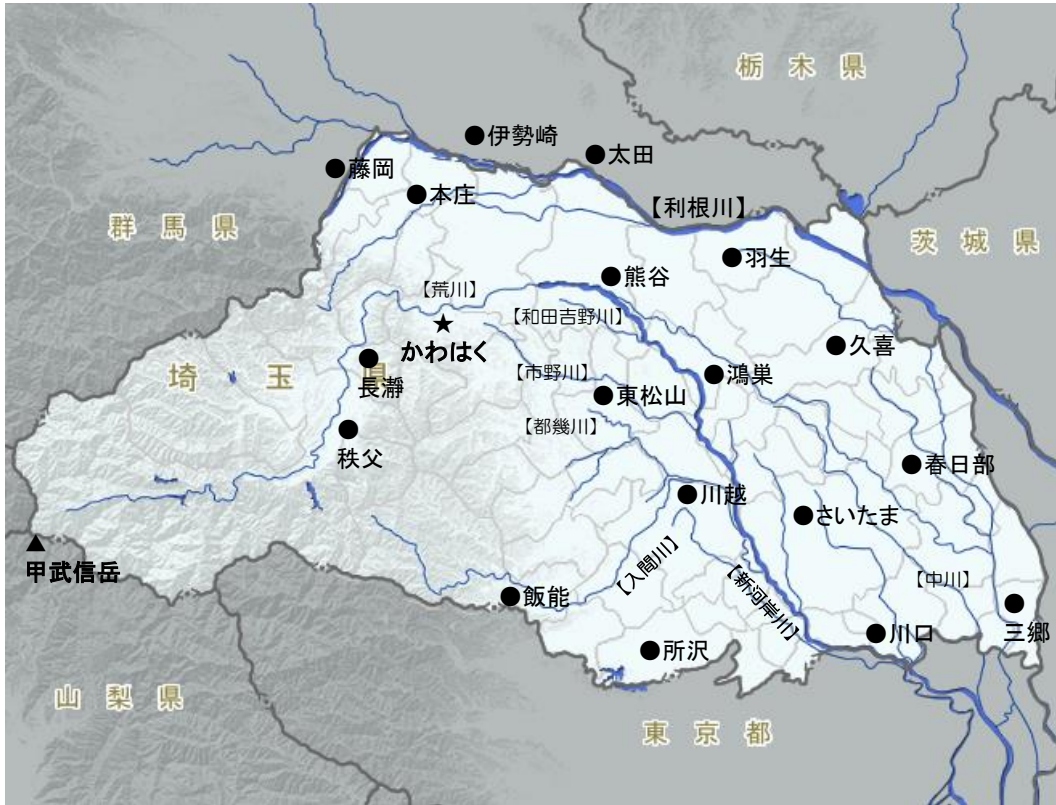 栃木県
伊勢崎
太田
藤岡
本庄
【利根川】
群馬県
茨城県
羽生
熊谷
【荒川】
【和田吉野川】
★
かわはく
久喜
長瀞
埼玉県
【市野川】
鴻巣
東松山
【都幾川】
秩父
春日部
川越
さいたま
甲武信岳
【入間川】
【新河岸川】
【中川】
飯能
三郷
川口
所沢
山梨県
東京都